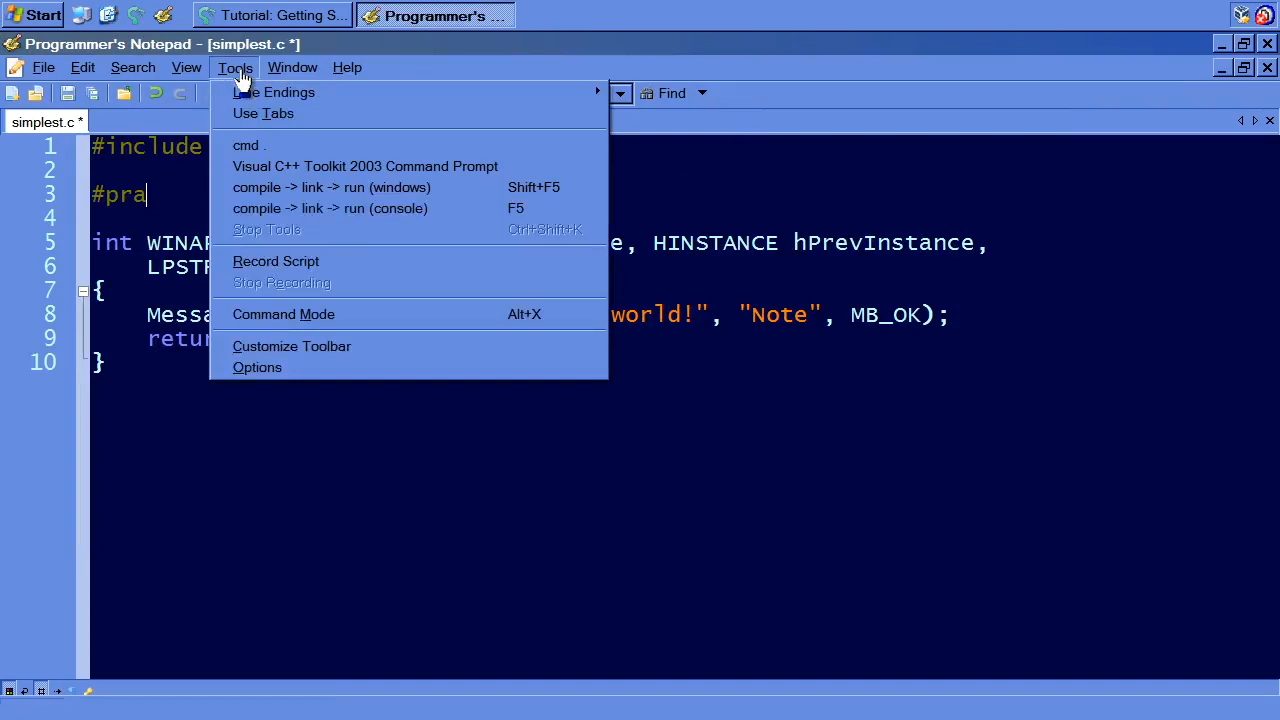 Start Tutorial: Getting S... Programmer's ...
Programmer's Notepad - [simplest.c *]
File Edit Search View Tools Window Help
Find
simplest.c *
Endings
Use Tabs
cmd .
Visual C++ Toolkit 2003 Command Prompt
compile -> link -> run (windows) Shift+F5
compile -> link -> run (console) F5
Stop Tools Ctrl+Shift+K
Record Script
Stop Recording
Command Mode Alt+X
Customize Toolbar
Options
1 #include
2
3 #pra
4
5 int WINAP e, HINSTANCE hPrevInstance,
6 LPSTR
7 {
8 Messa world!", "Note", MB_OK);
9 retur
10 }